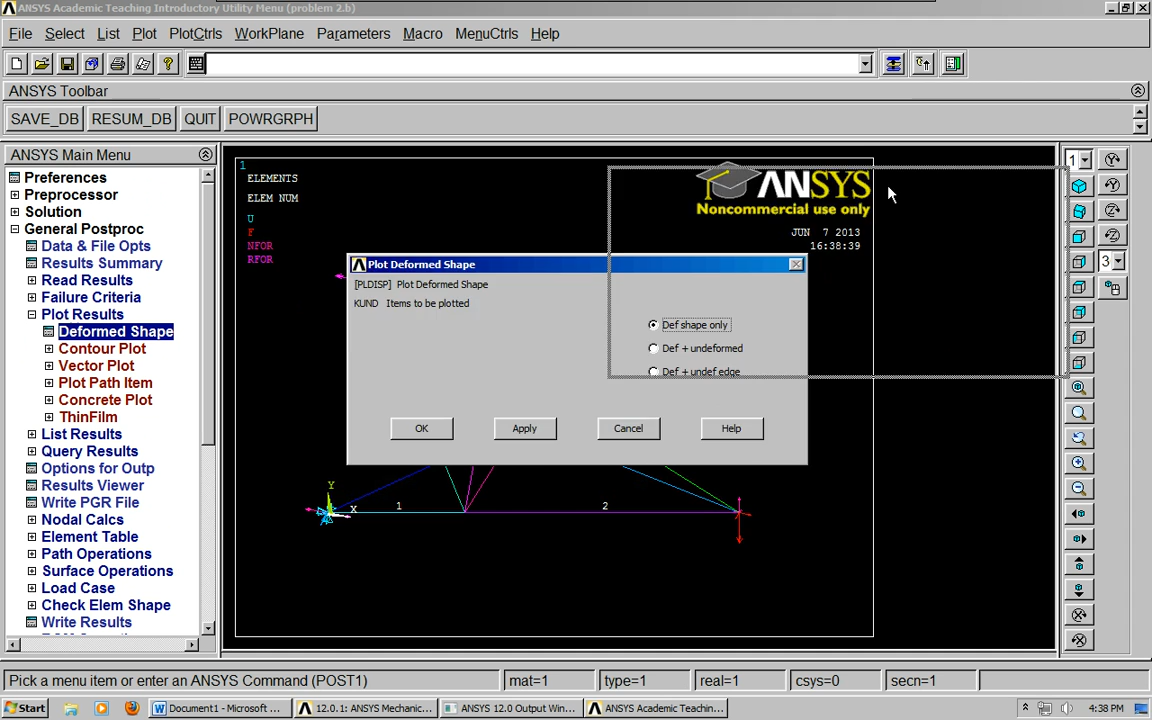 ANSYS Academic Teaching Introductory Utility Menu (problem 2.b)
File Select List Plot PlotCtrls WorkPlane Parameters Macro MenuCtrls Help
ANSYS Toolbar
SAVE_DB RESUM_DB QUIT POWRGRPH
ANSYS Main Menu
Preferences
Preprocessor
Solution
General Postproc
Data & File Opts
Results Summary
Read Results
Failure Criteria
Plot Results
Deformed Shape
Contour Plot
Vector Plot
Plot Path Item
Concrete Plot
ThinFilm
List Results
Query Results
Options for Outp
Results Viewer
Write PGR File
Nodal Calcs
Element Table
Path Operations
Surface Operations
Load Case
Check Elem Shape
Write Results
1
ELEMENTS
ELEM NUM
U
F
NFOR
RFOR
ANSYS
Noncommercial use only
JUN 7 2013
16:38:39
Plot Deformed Shape
[PLDISP] Plot Deformed Shape
KUND Items to be plotted
Def shape only
Def + undeformed
Def + undef edge
OK Apply Cancel Help
Y
X
1 2
1
3
Pick a menu item or enter an ANSYS Command (POST1) mat=1 type=1 real=1 csys=0 secn=1
Start Document1 - Microsoft ... 12.0.1: ANSYS Mechanic... ANSYS 12.0 Output Win... ANSYS Academic Teachin... 4:38 PM